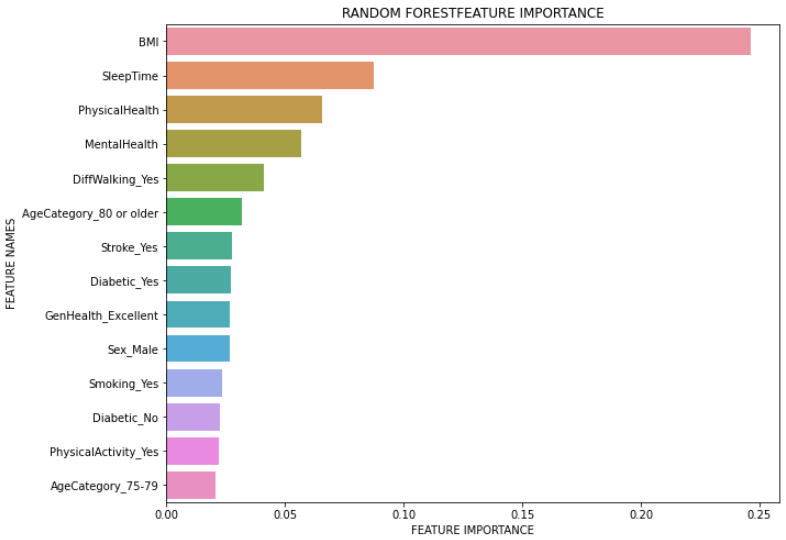 RANDOM FORESTFEATURE IMPORTANCE
BMI
SleepTime
PhysicalHealth
MentalHealth
DiffWalking_Yes
AgeCategory_80 or older
Stroke_Yes
Diabetic_Yes
GenHealth_Excellent
Sex_Male
Smoking_Yes
Diabetic_No
PhysicalActivity_Yes
AgeCategory_75-79
FEATURE NAMES
0.00 0.05 0.10 0.15 0.20 0.25
FEATURE IMPORTANCE